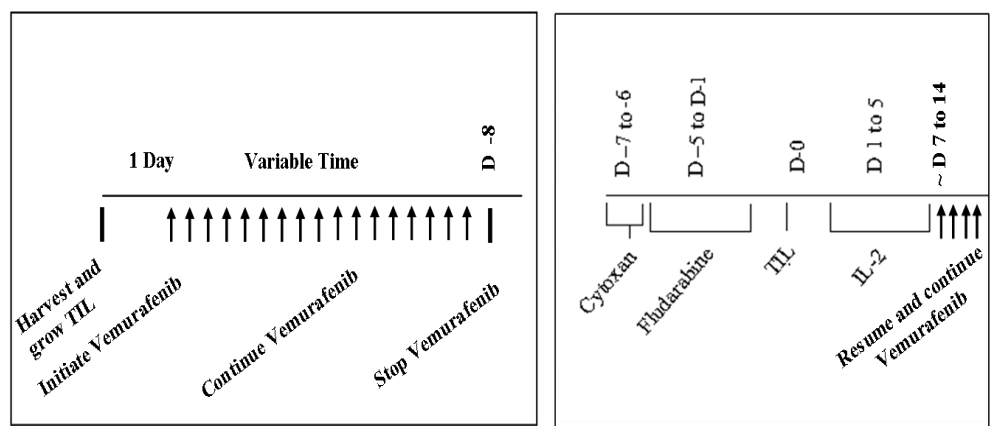 1 Day
Variable Time
D -8
Harvest and
grow TIL
Initiate Vemurafenib
Continue Vemurafenib
Stop Vemurafenib
D-7 to -6
D-5 to D-1
D-0
D 1 to 5
~ D 7 to 14
Cytoxan
Fludarabine
TIL
IL-2
Resume and continue
Vemurafenib